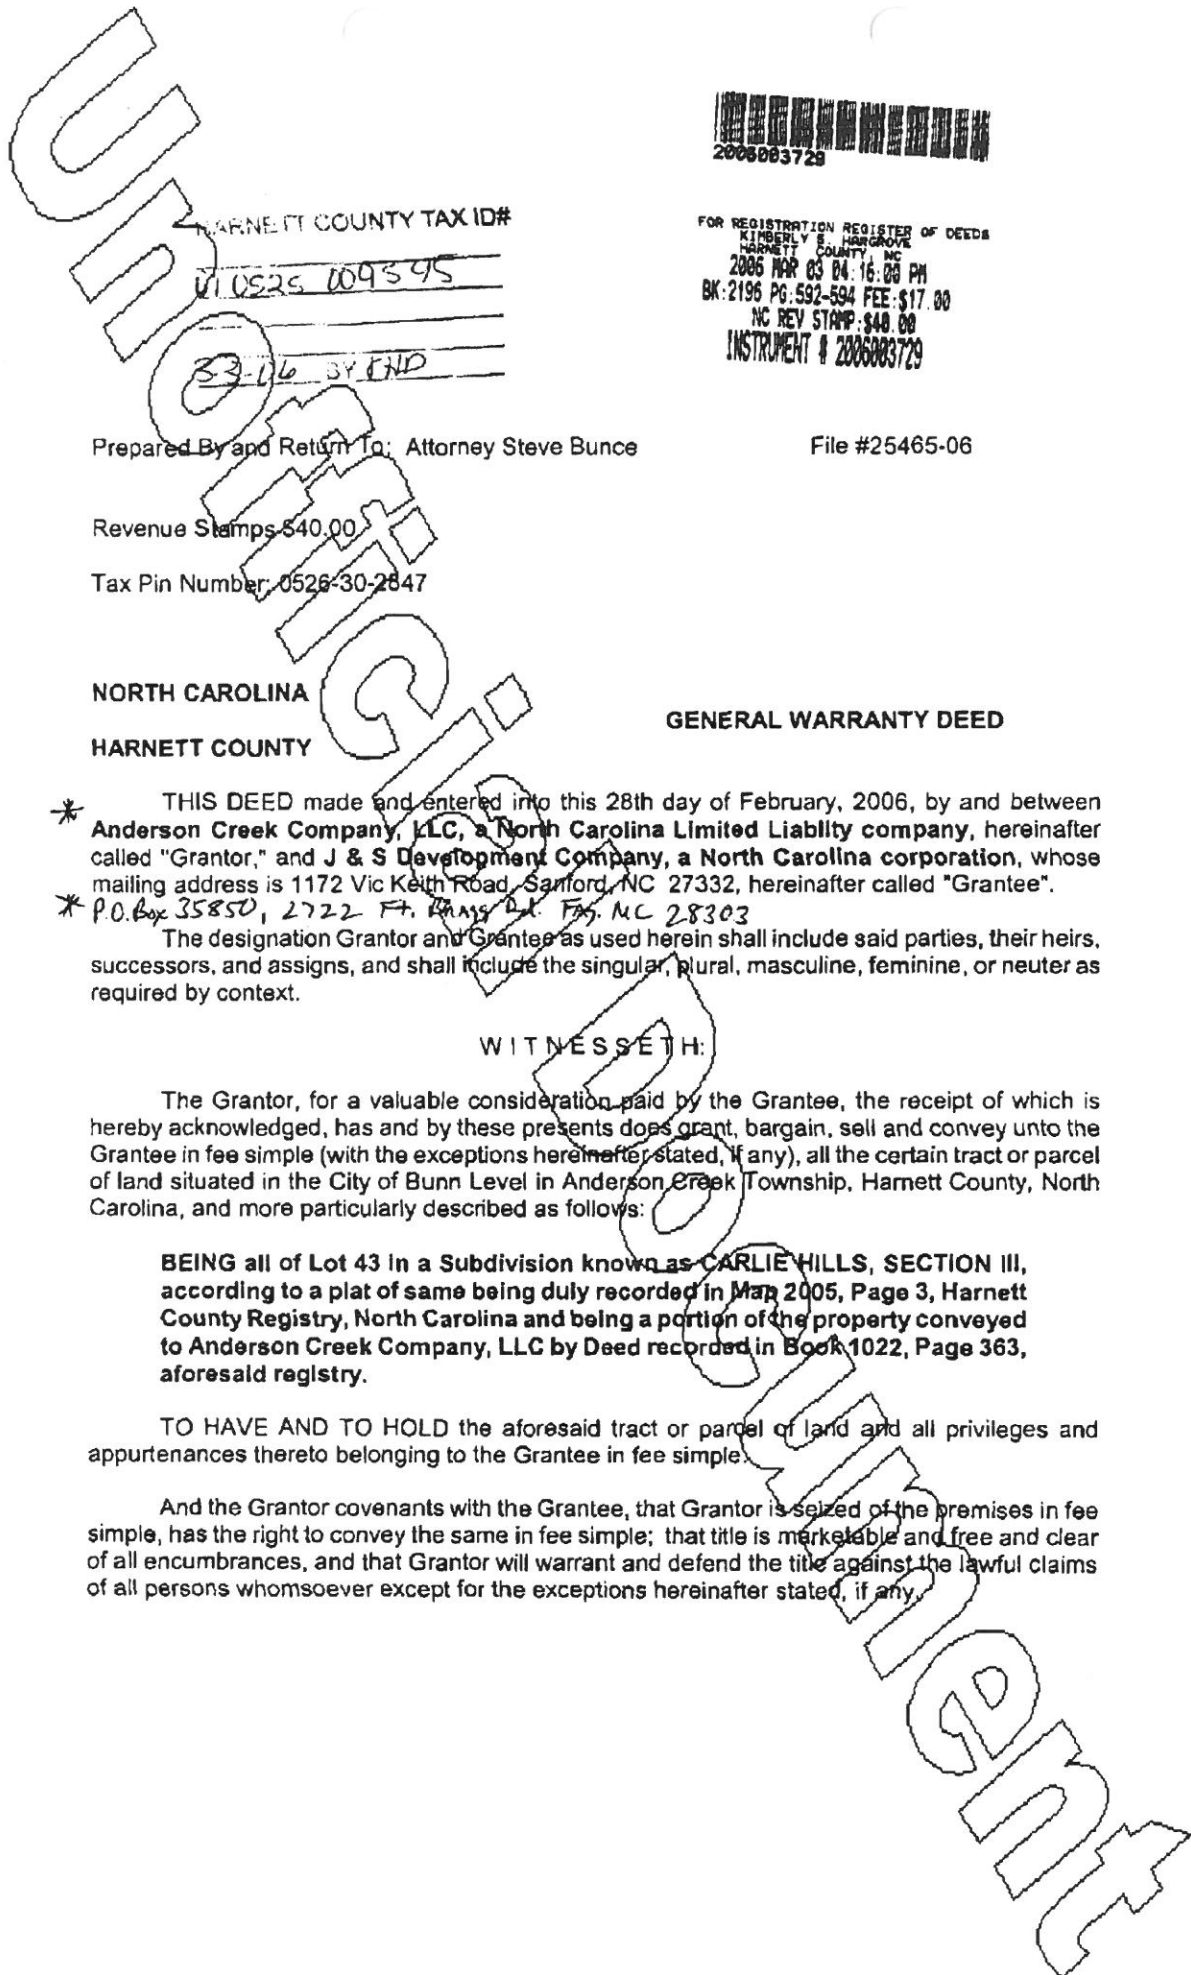 2006003729
HARNETT COUNTY TAX ID#
FOR REGISTRATION REGISTER OF DEEDS
KIMBERLY S. HARGROVE
HARNETT COUNTY, NC
2006 MAR 03 04:16:00 PM
BK:2196 PG:592-594 FEE:$17.00
NC REV STAMP:$40.00
INSTRUMENT # 2006003729
BY
Prepared By and Return To: Attorney Steve Bunce File #25465-06
Revenue Stamps $40.00
Tax Pin Number: 0526-30-2847
NORTH CAROLINA
GENERAL WARRANTY DEED
HARNETT COUNTY
* THIS DEED made and entered into this 28th day of February, 2006, by and between
Anderson Creek Company, LLC, a North Carolina Limited Liablity company, hereinafter
called "Grantor," and J & S Development Company, a North Carolina corporation, whose
mailing address is 1172 Vic Keith Road, Sanford, NC 27332, hereinafter called "Grantee".
* P.O. Box 35850, 2722 Ft. Bragg Rd. Fay. NC 28303
The designation Grantor and Grantee as used herein shall include said parties, their heirs,
successors, and assigns, and shall include the singular, plural, masculine, feminine, or neuter as
required by context.
WITNESSETH:
The Grantor, for a valuable consideration paid by the Grantee, the receipt of which is
hereby acknowledged, has and by these presents does grant, bargain, sell and convey unto the
Grantee in fee simple (with the exceptions hereinafter stated, if any), all the certain tract or parcel
of land situated in the City of Bunn Level in Anderson Creek Township, Harnett County, North
Carolina, and more particularly described as follows:
BEING all of Lot 43 in a Subdivision known as CARLIE HILLS, SECTION III,
according to a plat of same being duly recorded in Map 2005, Page 3, Harnett
County Registry, North Carolina and being a portion of the property conveyed
to Anderson Creek Company, LLC by Deed recorded in Book 1022, Page 363,
aforesaid registry.
TO HAVE AND TO HOLD the aforesaid tract or parcel of land and all privileges and
appurtenances thereto belonging to the Grantee in fee simple.
And the Grantor covenants with the Grantee, that Grantor is seized of the premises in fee
simple, has the right to convey the same in fee simple; that title is marketable and free and clear
of all encumbrances, and that Grantor will warrant and defend the title against the lawful claims
of all persons whomsoever except for the exceptions hereinafter stated, if any.
Unofficial Document